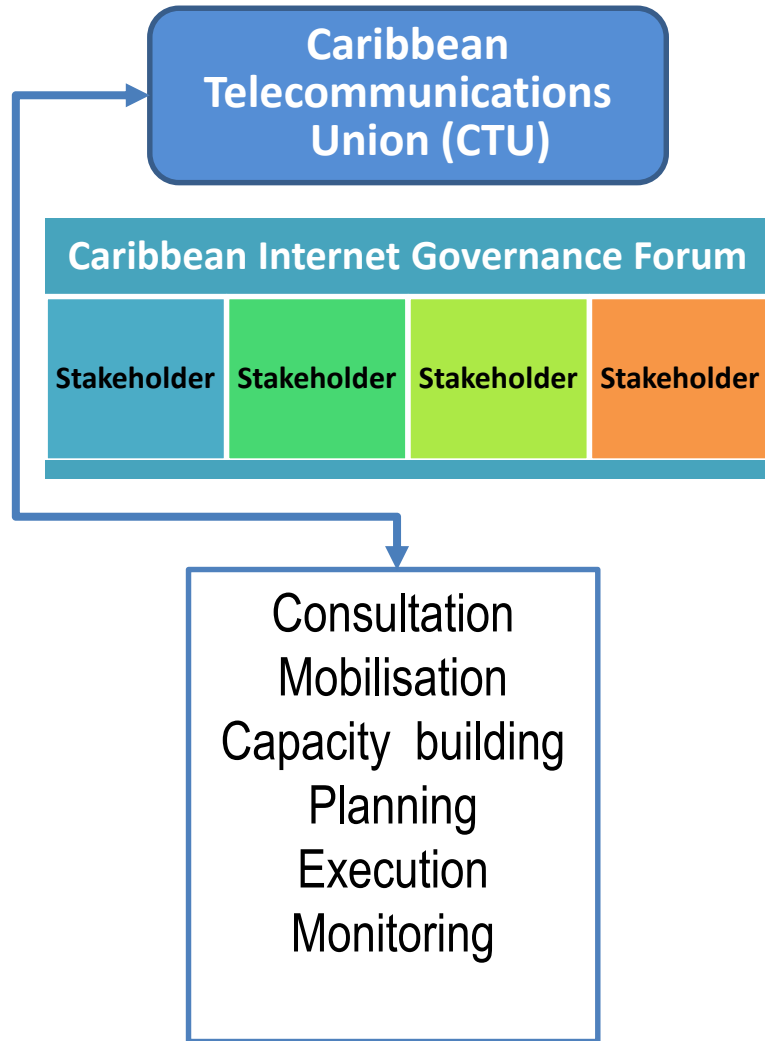 Caribbean
Telecommunications
Union (CTU)
Caribbean Internet Governance Forum
Stakeholder Stakeholder Stakeholder Stakeholder
Consultation
Mobilisation
Capacity building
Planning
Execution
Monitoring